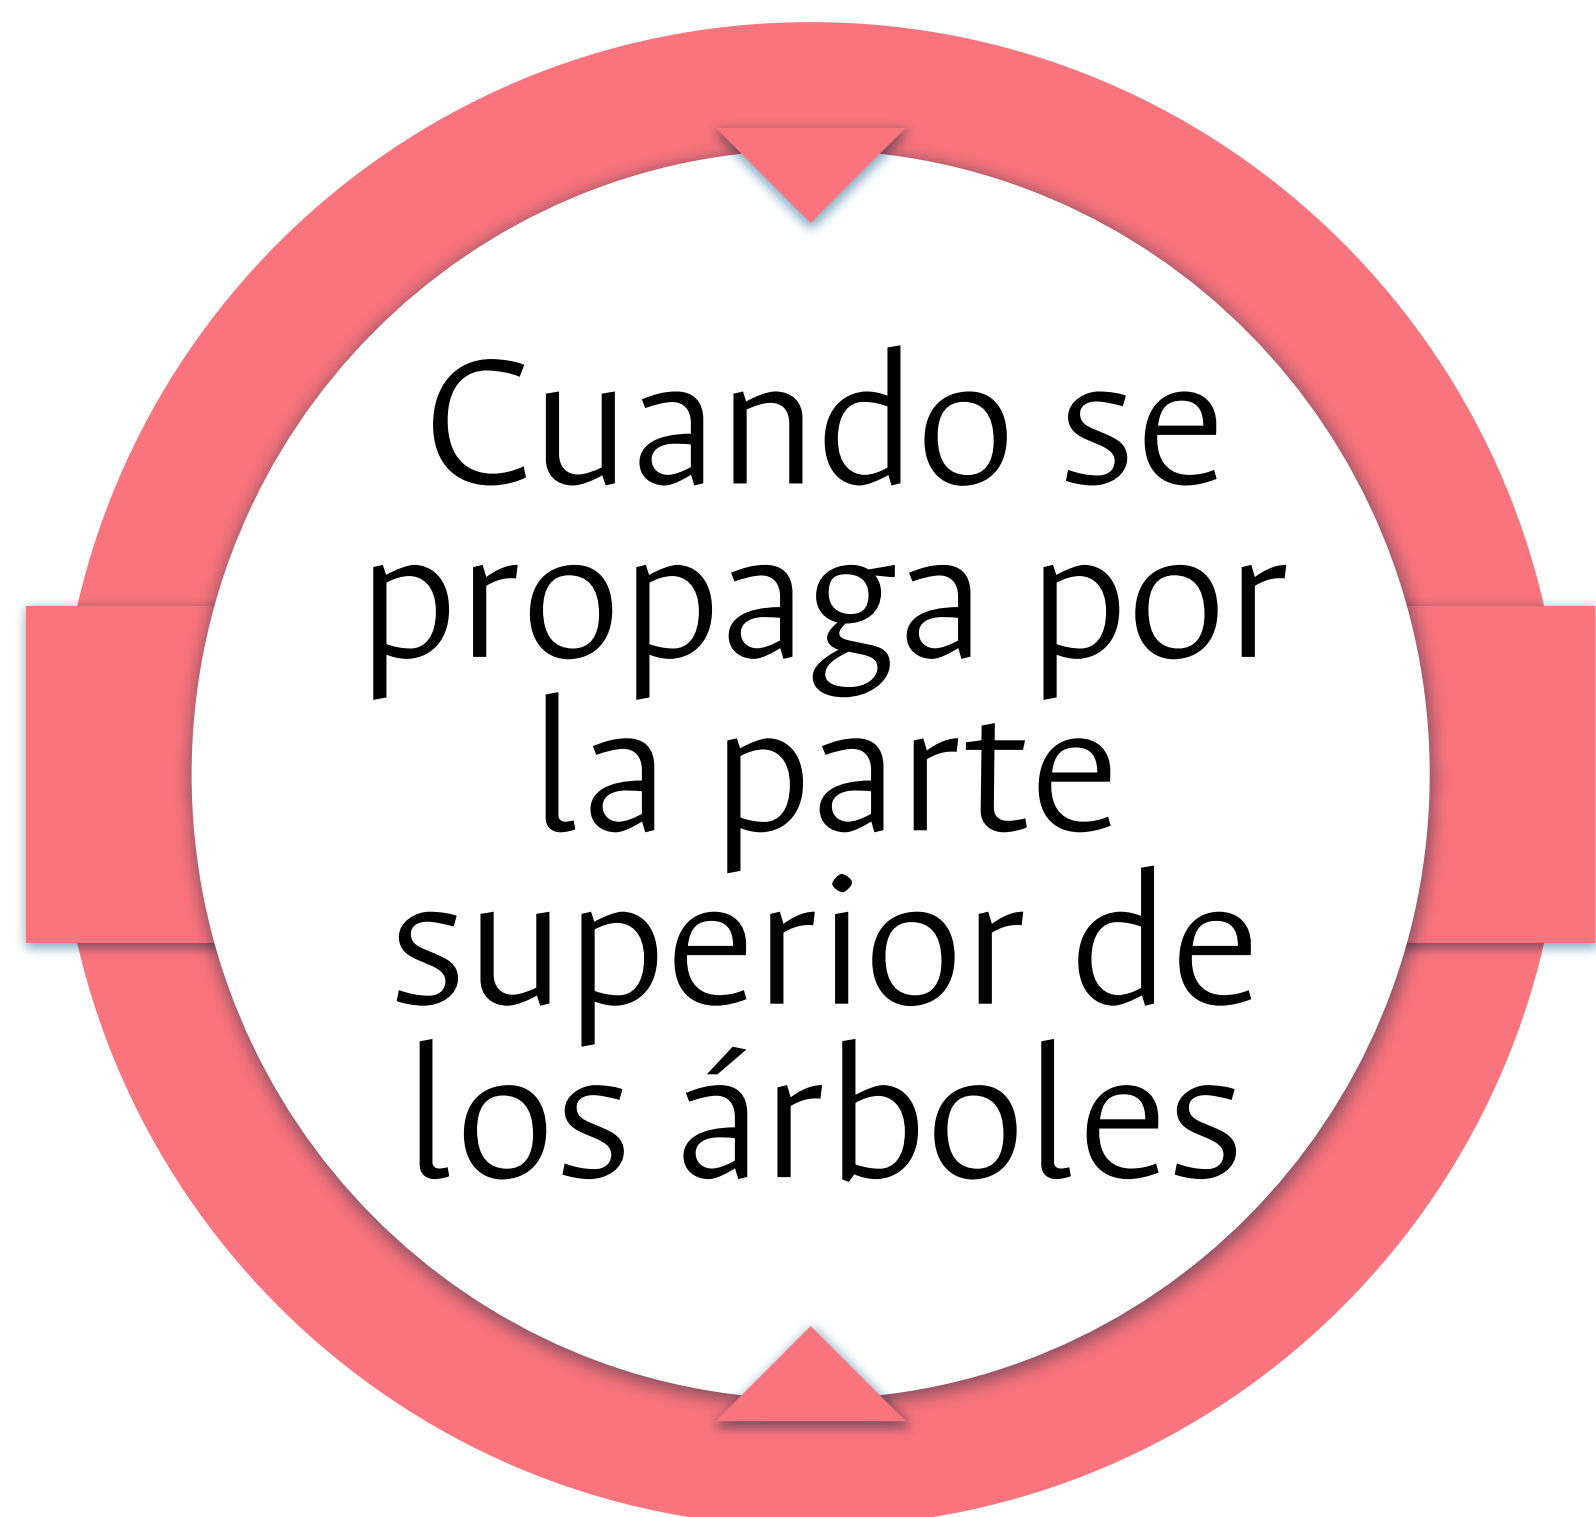 Cuando se
propaga por
la parte
superior de
los árboles